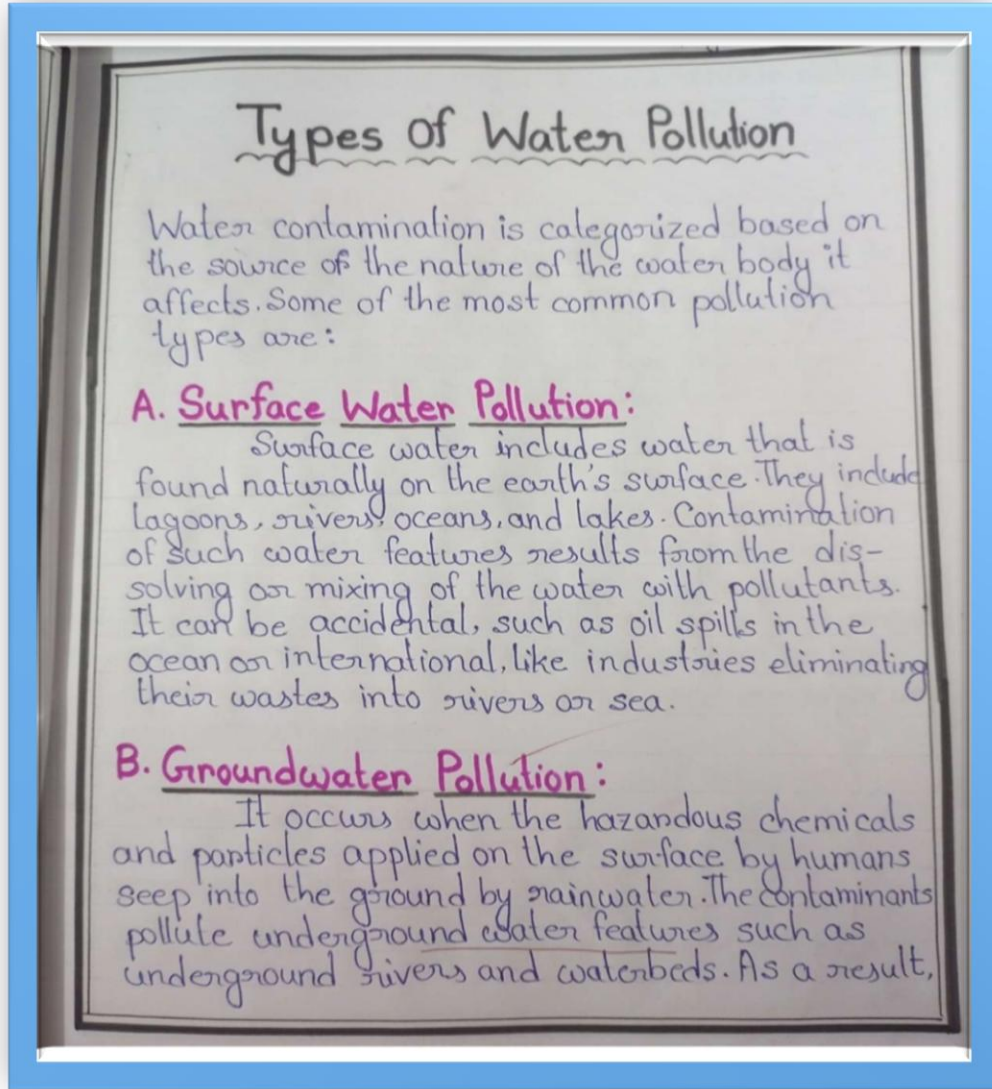 Types Of Water Pollution
Water contamination is categorized based on
the source of the nature of the water body it
affects. Some of the most common pollution
types are:
A. Surface Water Pollution:
Surface water includes water that is
found naturally on the earth's surface. They include
lagoons, rivers, oceans, and lakes. Contamination
of such water features results from the dis-
solving or mixing of the water with pollutants.
It can be accidental, such as oil spills in the
ocean or international, like industries eliminating
their wastes into rivers or sea.
B. Groundwater Pollution:
It occurs when the hazardous chemicals
and particles applied on the surface by humans
seep into the ground by rainwater. The contaminants
pollute underground water features such as
underground rivers and waterbeds. As a result,